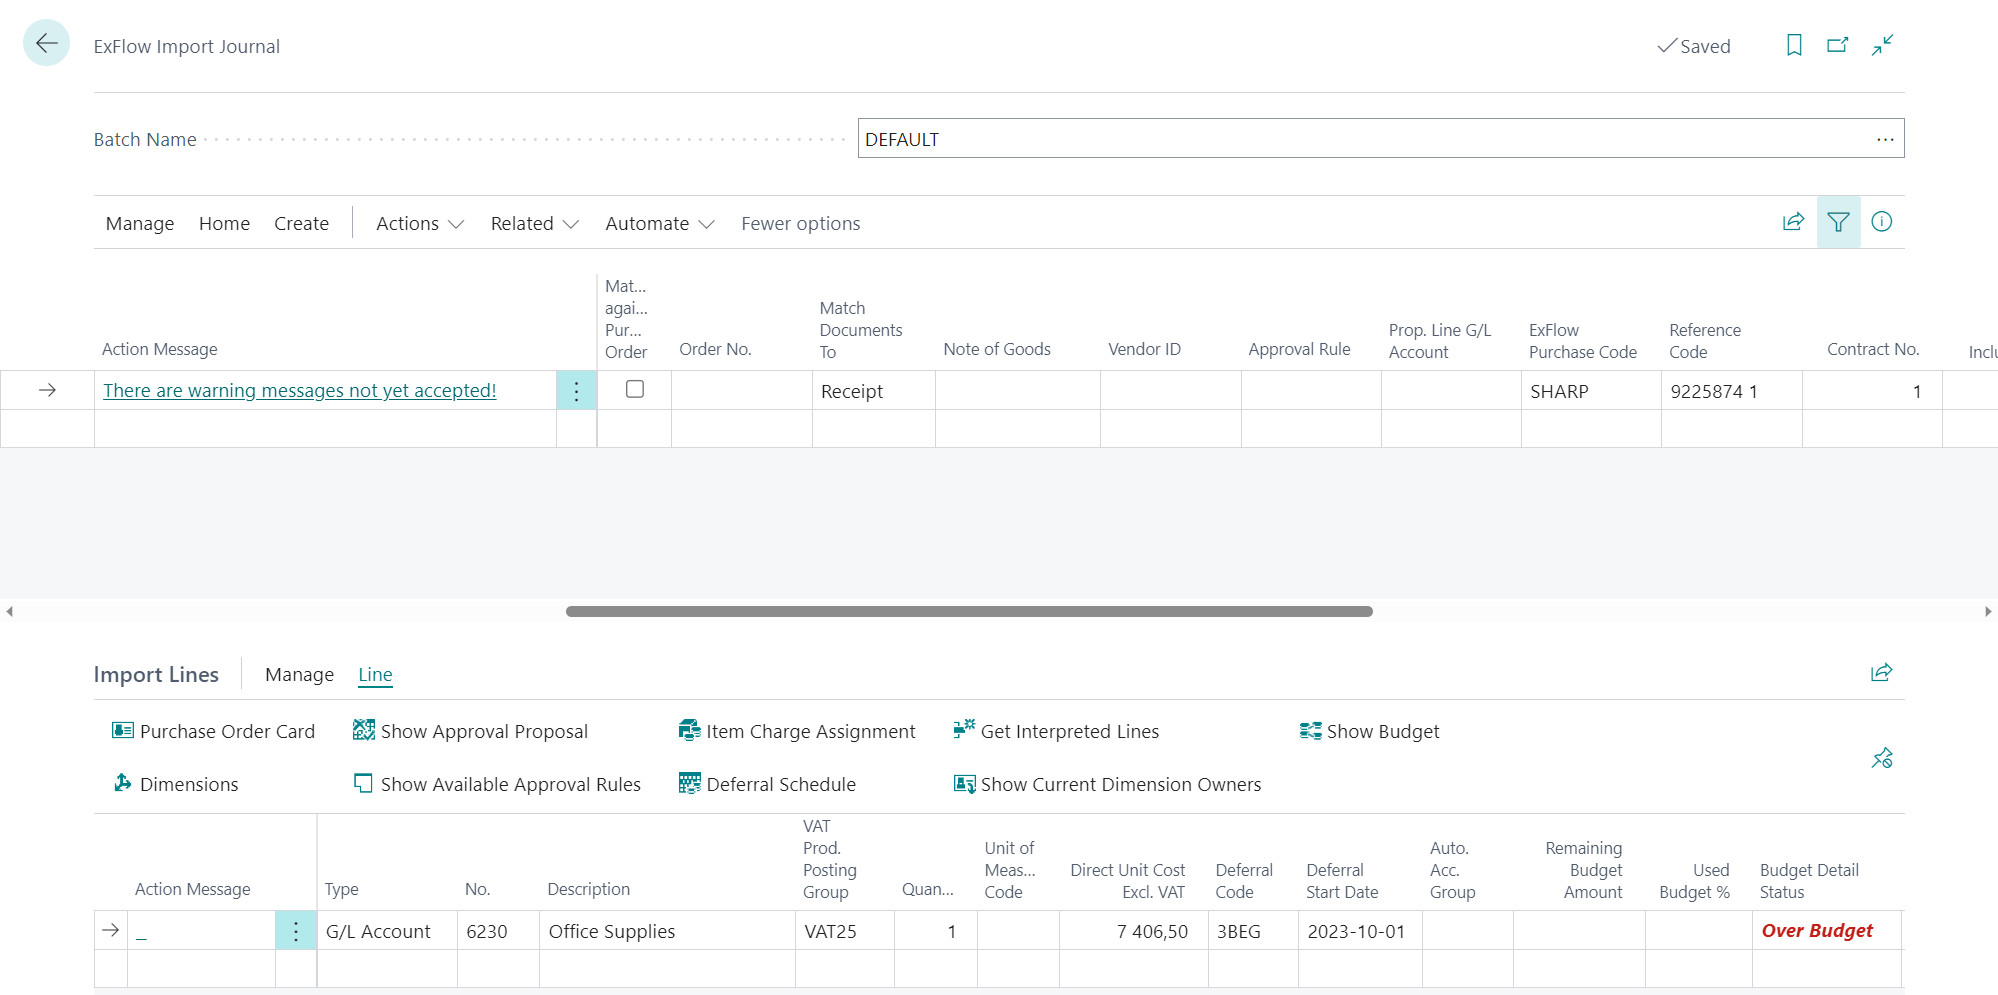 ExFlow Import Journal
Saved
Batch Name
DEFAULT
...
Manage Home Create Actions Related Automate Fewer options
Action Message
Mat...
agai...
Pur...
Order
Order No.
Match
Documents
To
Note of Goods
Vendor ID
Approval Rule
Prop. Line G/L
Account
ExFlow
Purchase Code
Reference
Code
Contract No.
Inclu
There are warning messages not yet accepted! Receipt SHARP 9225874 1 1
Import Lines Manage Line
Purchase Order Card Show Approval Proposal Item Charge Assignment Get Interpreted Lines Show Budget
Dimensions Show Available Approval Rules Deferral Schedule Show Current Dimension Owners
Action Message
Type
No.
Description
VAT
Prod.
Posting
Group
Quan...
Unit of
Meas...
Code
Direct Unit Cost
Excl. VAT
Deferral
Code
Deferral
Start Date
Auto.
Acc.
Group
Remaining
Budget
Amount
Used
Budget %
Budget Detail
Status
_ G/L Account 6230 Office Supplies VAT25 1 7 406,50 3BEG 2023-10-01 Over Budget